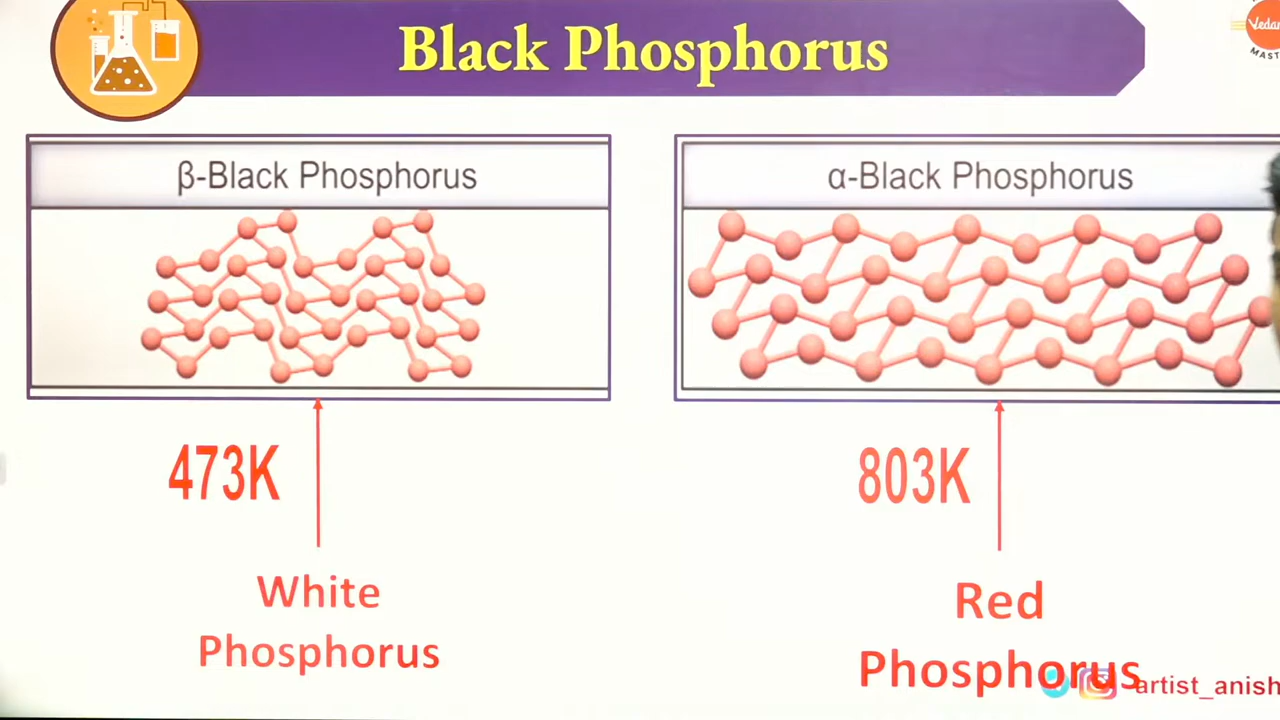 Black Phosphorus
β-Black Phosphorus
α-Black Phosphorus
473K
803K
White
Phosphorus
Red
Phosphorus
artist_anish